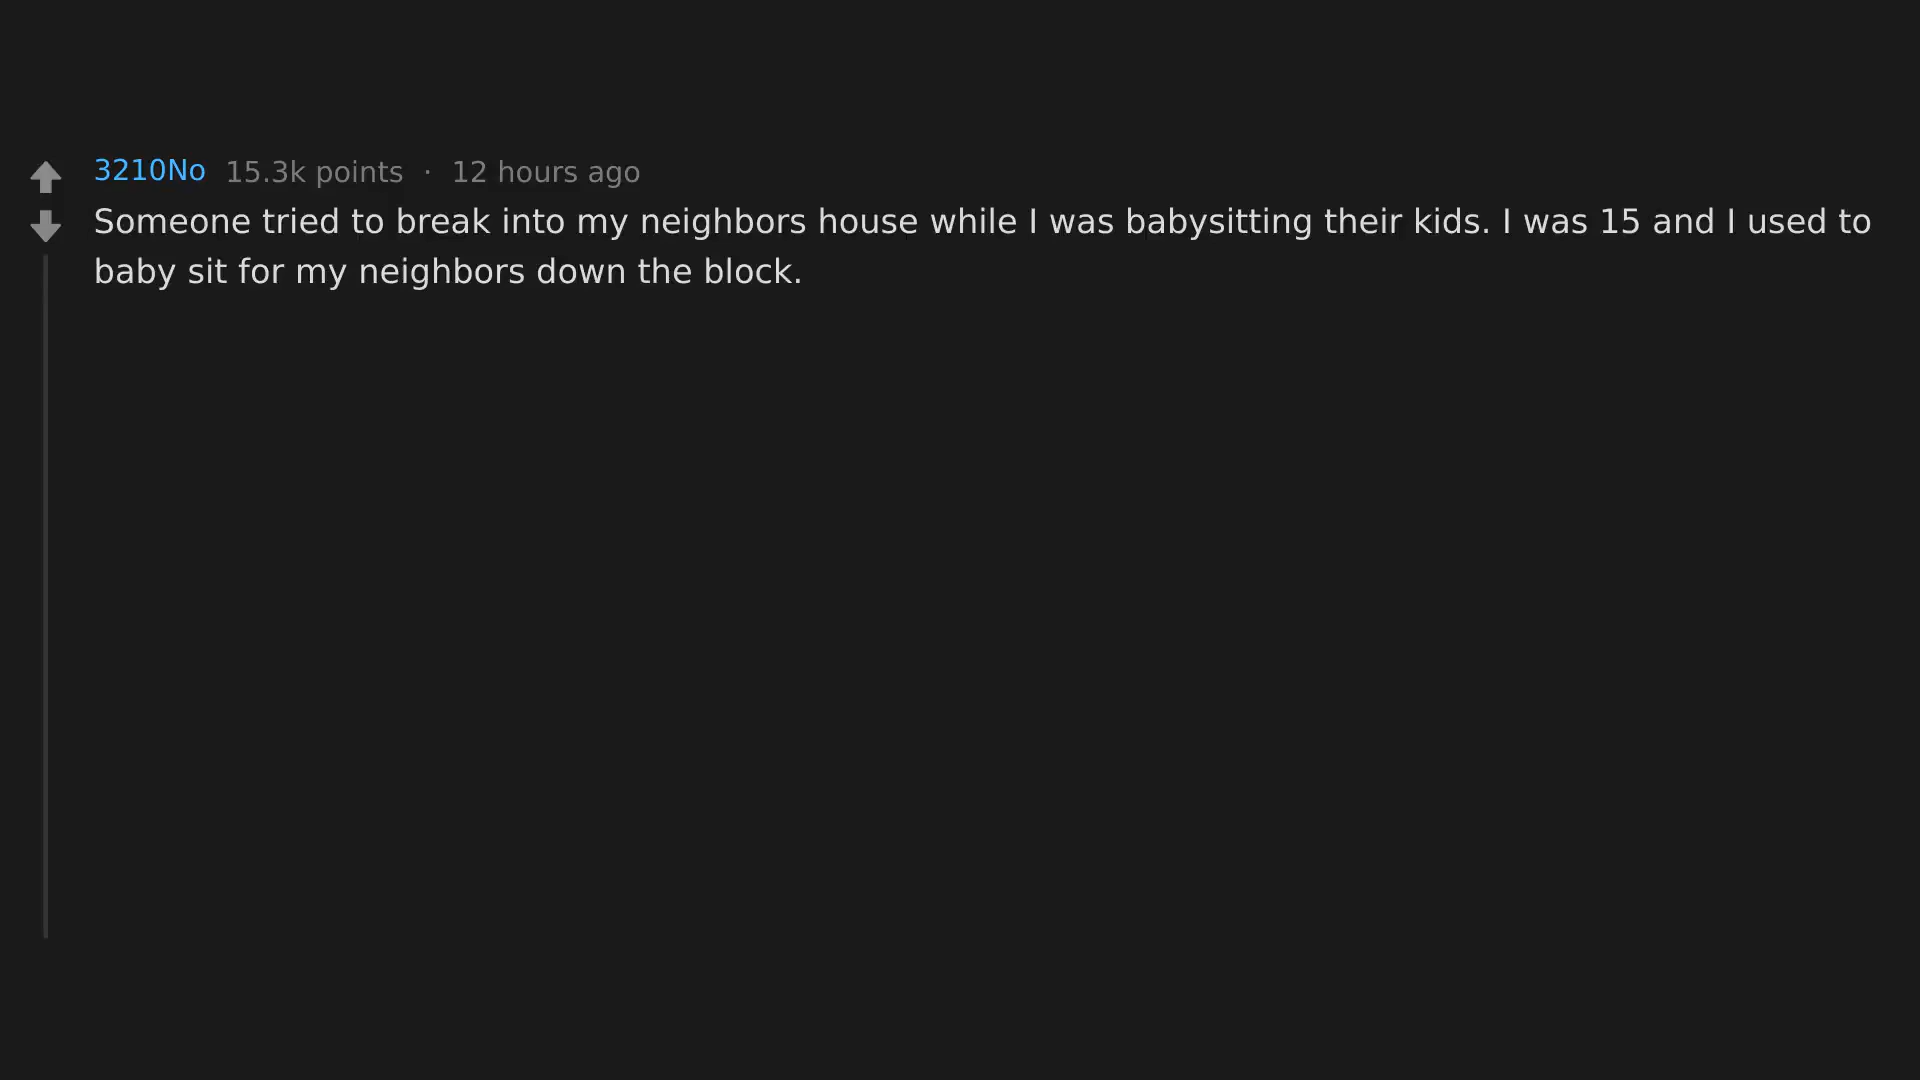 3210No 15.3k points · 12 hours ago
Someone tried to break into my neighbors house while I was babysitting their kids. I was 15 and I used to
baby sit for my neighbors down the block.